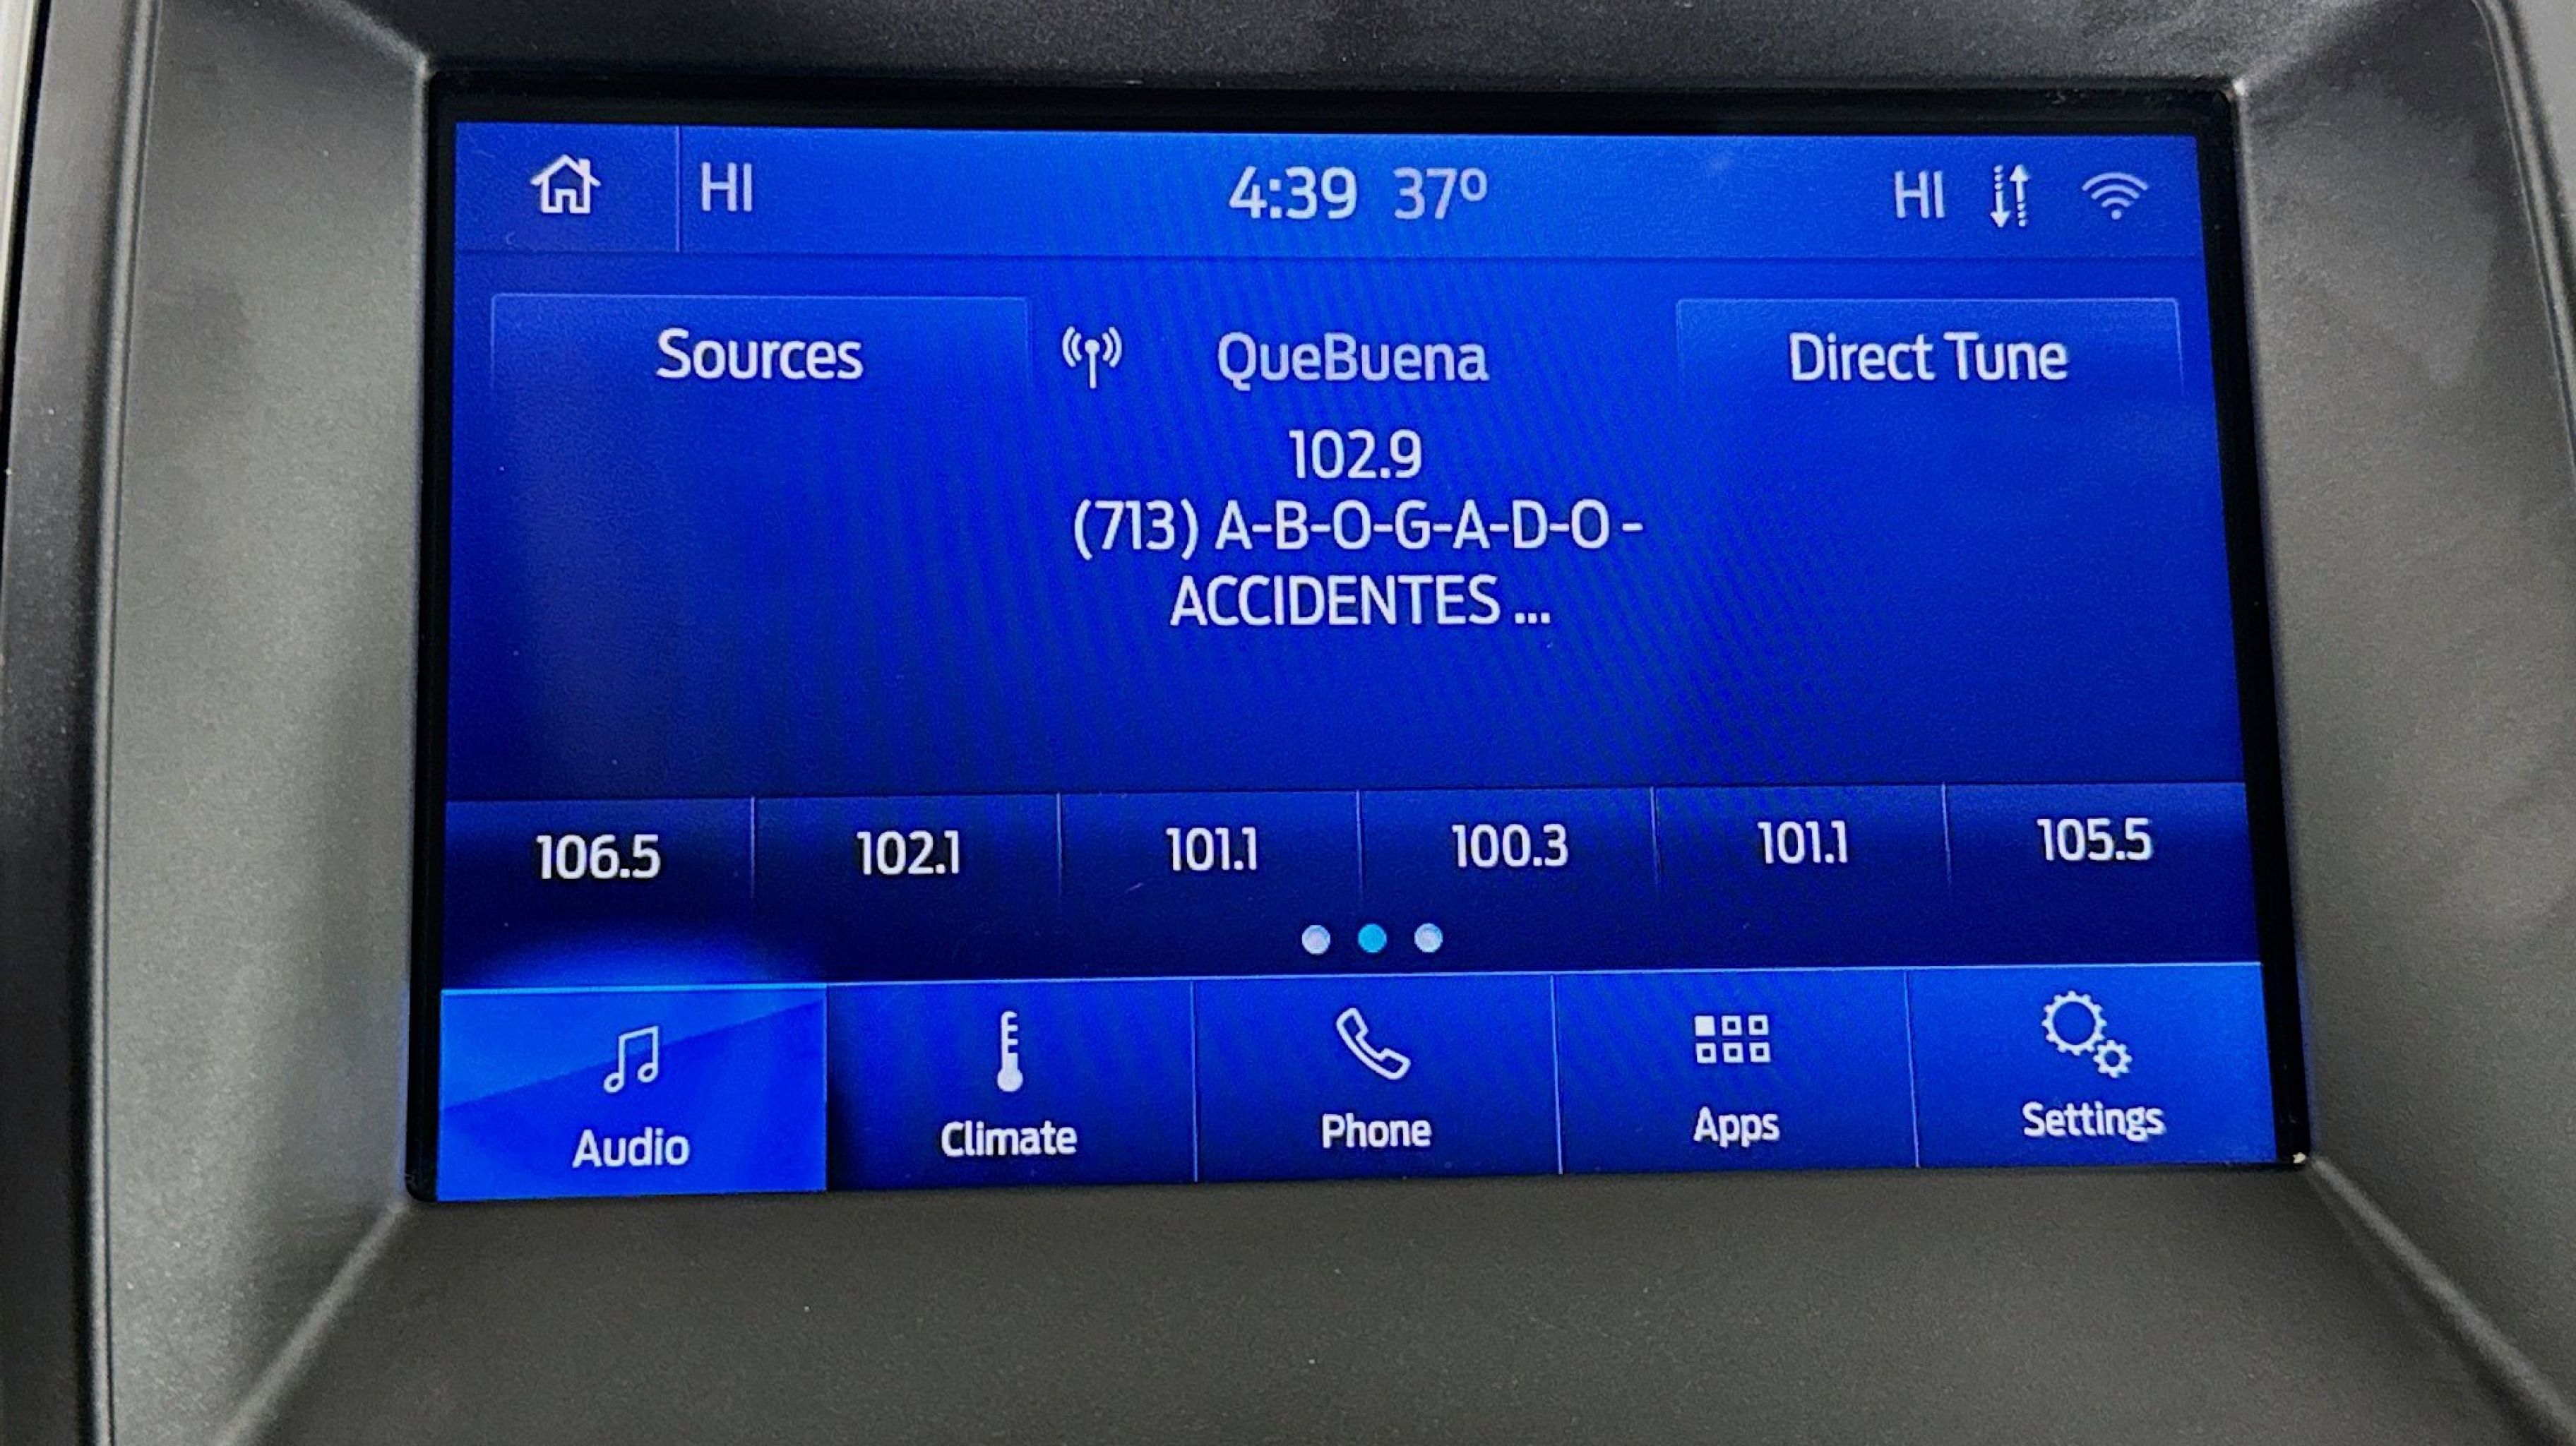 HI 4:39 37º HI
Sources QueBuena Direct Tune
102.9
(713) A-B-O-G-A-D-O -
ACCIDENTES ...
106.5 102.1 101.1 100.3 101.1 105.5
Audio Climate Phone Apps Settings